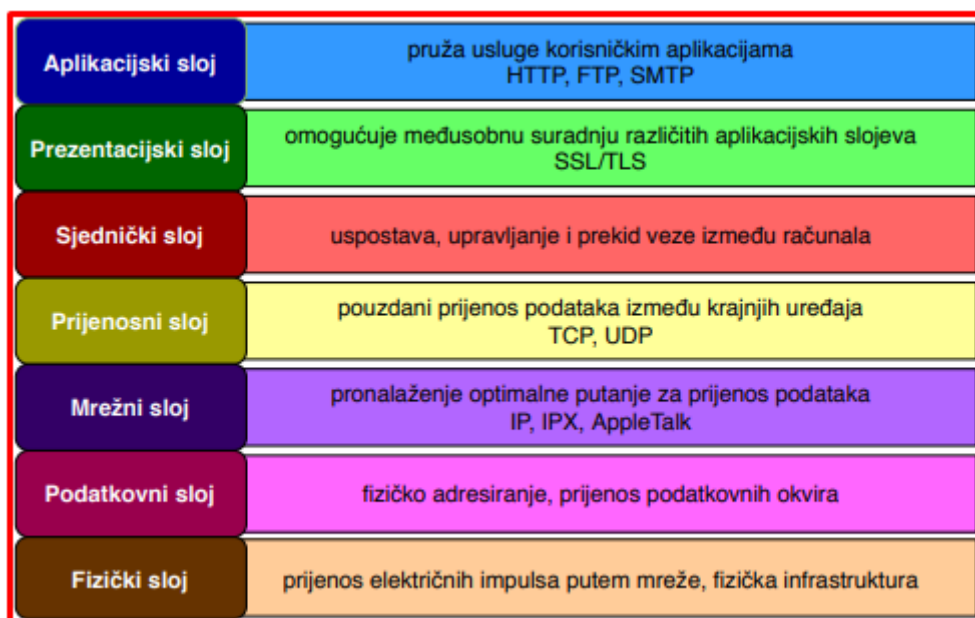 Aplikacijski sloj
pruža usluge korisničkim aplikacijama
HTTP, FTP, SMTP
Prezentacijski sloj
omogućuje međusobnu suradnju različitih aplikacijskih slojeva
SSL/TLS
Sjednički sloj
uspostava, upravljanje i prekid veze između računala
Prijenosni sloj
pouzdani prijenos podataka između krajnjih uređaja
TCP, UDP
Mrežni sloj
pronalaženje optimalne putanje za prijenos podataka
IP, IPX, AppleTalk
Podatkovni sloj
fizičko adresiranje, prijenos podatkovnih okvira
Fizički sloj
prijenos električnih impulsa putem mreže, fizička infrastruktura